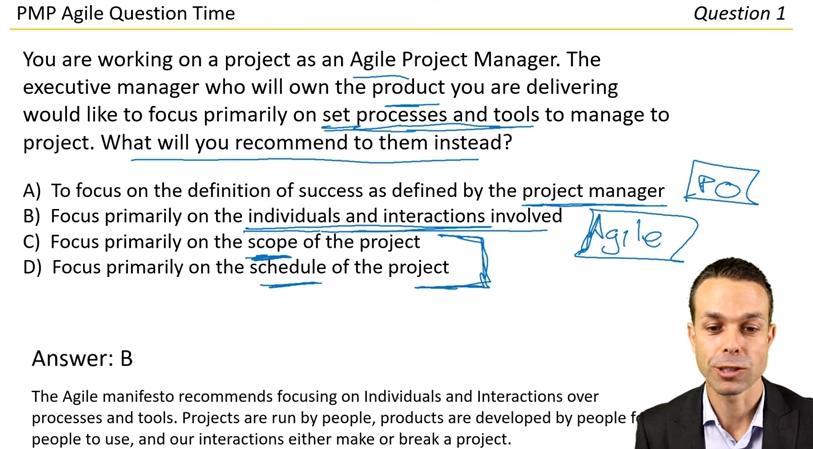 PMP Agile Question Time
Question 1
You are working on a project as an Agile Project Manager. The
executive manager who will own the product you are delivering
would like to focus primarily on set processes and tools to manage to
project. What will you recommend to them instead?
A) To focus on the definition of success as defined by the project manager
PO
B) Focus primarily on the individuals and interactions involved
Agile
C) Focus primarily on the scope of the project
D) Focus primarily on the schedule of the project
Answer: B
The Agile manifesto recommends focusing on Individuals and Interactions over
processes and tools. Projects are run by people, products are developed by people
people to use, and our interactions either make or break a project.